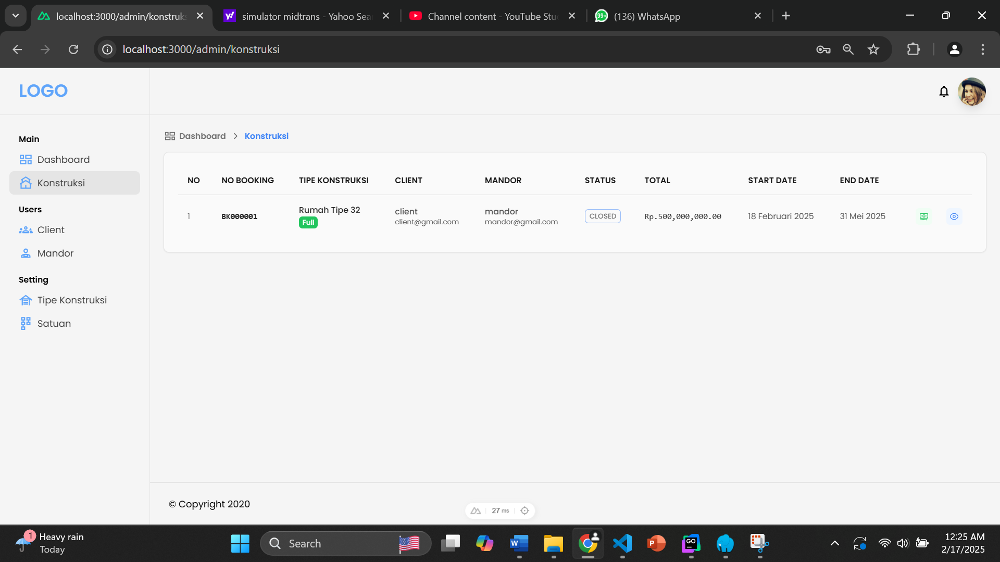 localhost:3000/admin/konstruks
simulator midtrans - Yahoo Sea
Channel content - YouTube Stu
99+
(136) WhatsApp
localhost:3000/admin/konstruksi
LOGO
Main
Dashboard
Konstruksi
Users
Client
Mandor
Setting
Tipe Konstruksi
Satuan
Dashboard > Konstruksi
NO NO BOOKING TIPE KONSTRUKSI CLIENT MANDOR STATUS TOTAL START DATE END DATE
1 BK000001 Rumah Tipe 32 Full client client@gmail.com mandor mandor@gmail.com CLOSED Rp.500,000,000.00 18 Februari 2025 31 Mei 2025
© Copyright 2020
27 ms
1
Heavy rain
Today
Search
W
P
GO
12:25 AM
2/17/2025